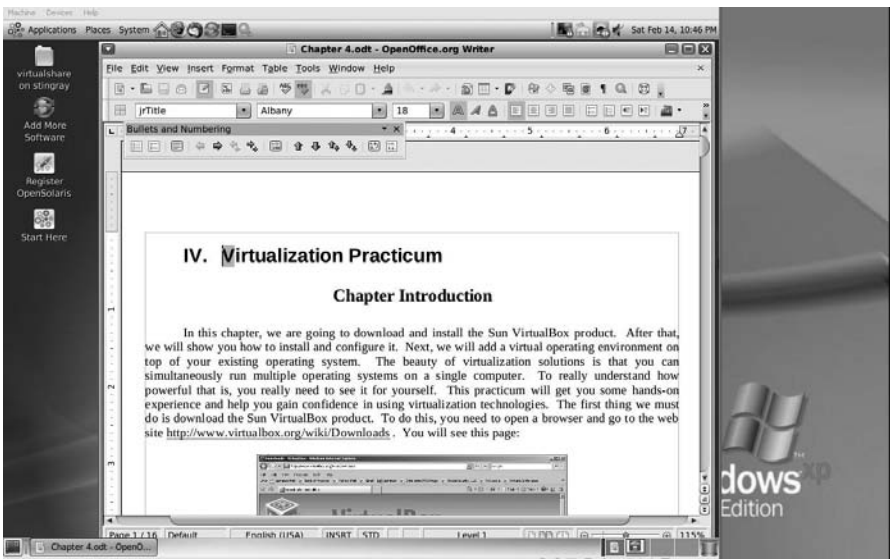 Machine Devices Help
Applications Places System Sat Feb 14, 10:46 PM
virtualshare
on stingray
Add More
Software
Register
OpenSolaris
Start Here
Chapter 4.odt - OpenOffice.org Writer
File Edit View Insert Format Table Tools Window Help
jrTitle Albany 18
Bullets and Numbering
4 5 6 7
IV. Virtualization Practicum
Chapter Introduction
In this chapter, we are going to download and install the Sun VirtualBox product. After that,
we will show you how to install and configure it. Next, we will add a virtual operating environment on
top of your existing operating system. The beauty of virtualization solutions is that you can
simultaneously run multiple operating systems on a single computer. To really understand how
powerful that is, you really need to see it for yourself. This practicum will get you some hands-on
experience and help you gain confidence in using virtualization technologies. The first thing we must
do is download the Sun VirtualBox product. To do this, you need to open a browser and go to the web
site http://www.virtualbox.org/wiki/Downloads . You will see this page:
VirtualBox
Page 1 / 16 Default English (USA) INSRT STD Level 1 115%
Chapter 4.odt - OpenO...
dows xp
Edition